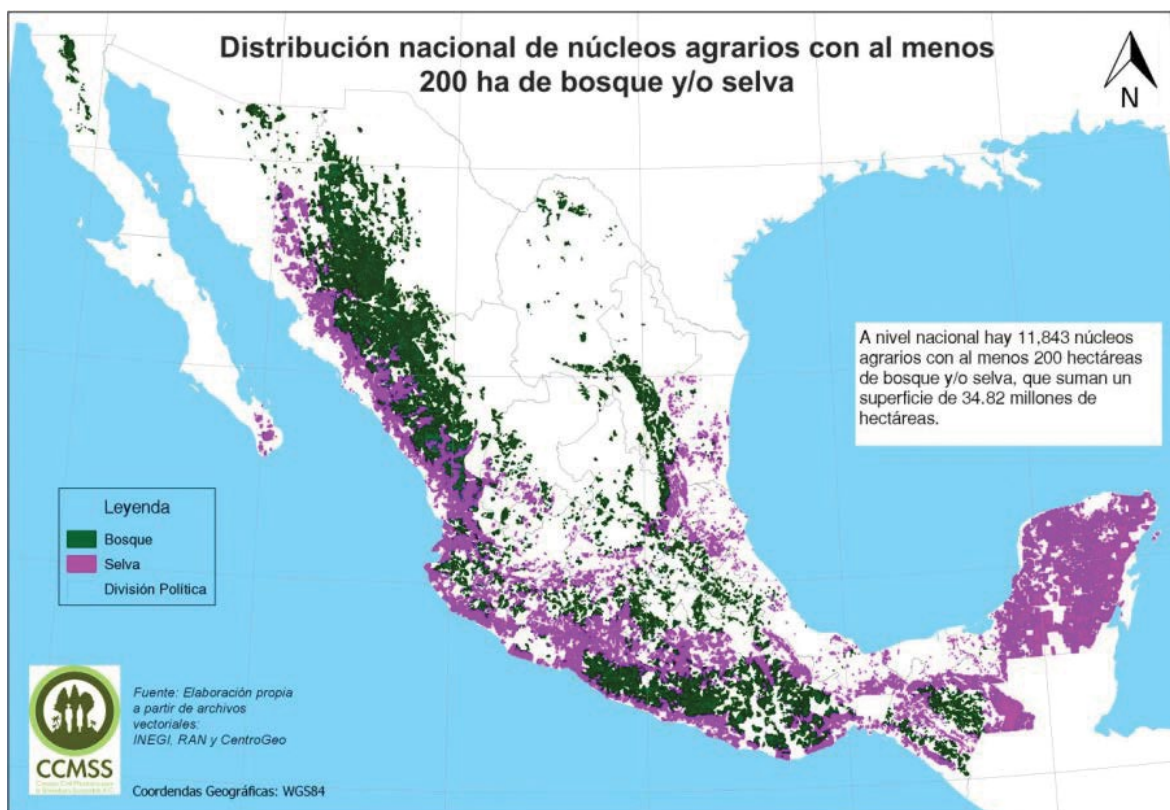 Distribución nacional de núcleos agrarios con al menos
200 ha de bosque y/o selva
N
A nivel nacional hay 11,843 núcleos
agrarios con al menos 200 hectáreas
de bosque y/o selva, que suman un
superficie de 34.82 millones de
hectáreas.
Leyenda
Bosque
Selva
División Política
Fuente: Elaboración propia
a partir de archivos
vectoriales:
INEGI, RAN y CentroGeo
CCMSS
Coordendas Geográficas: WGS84